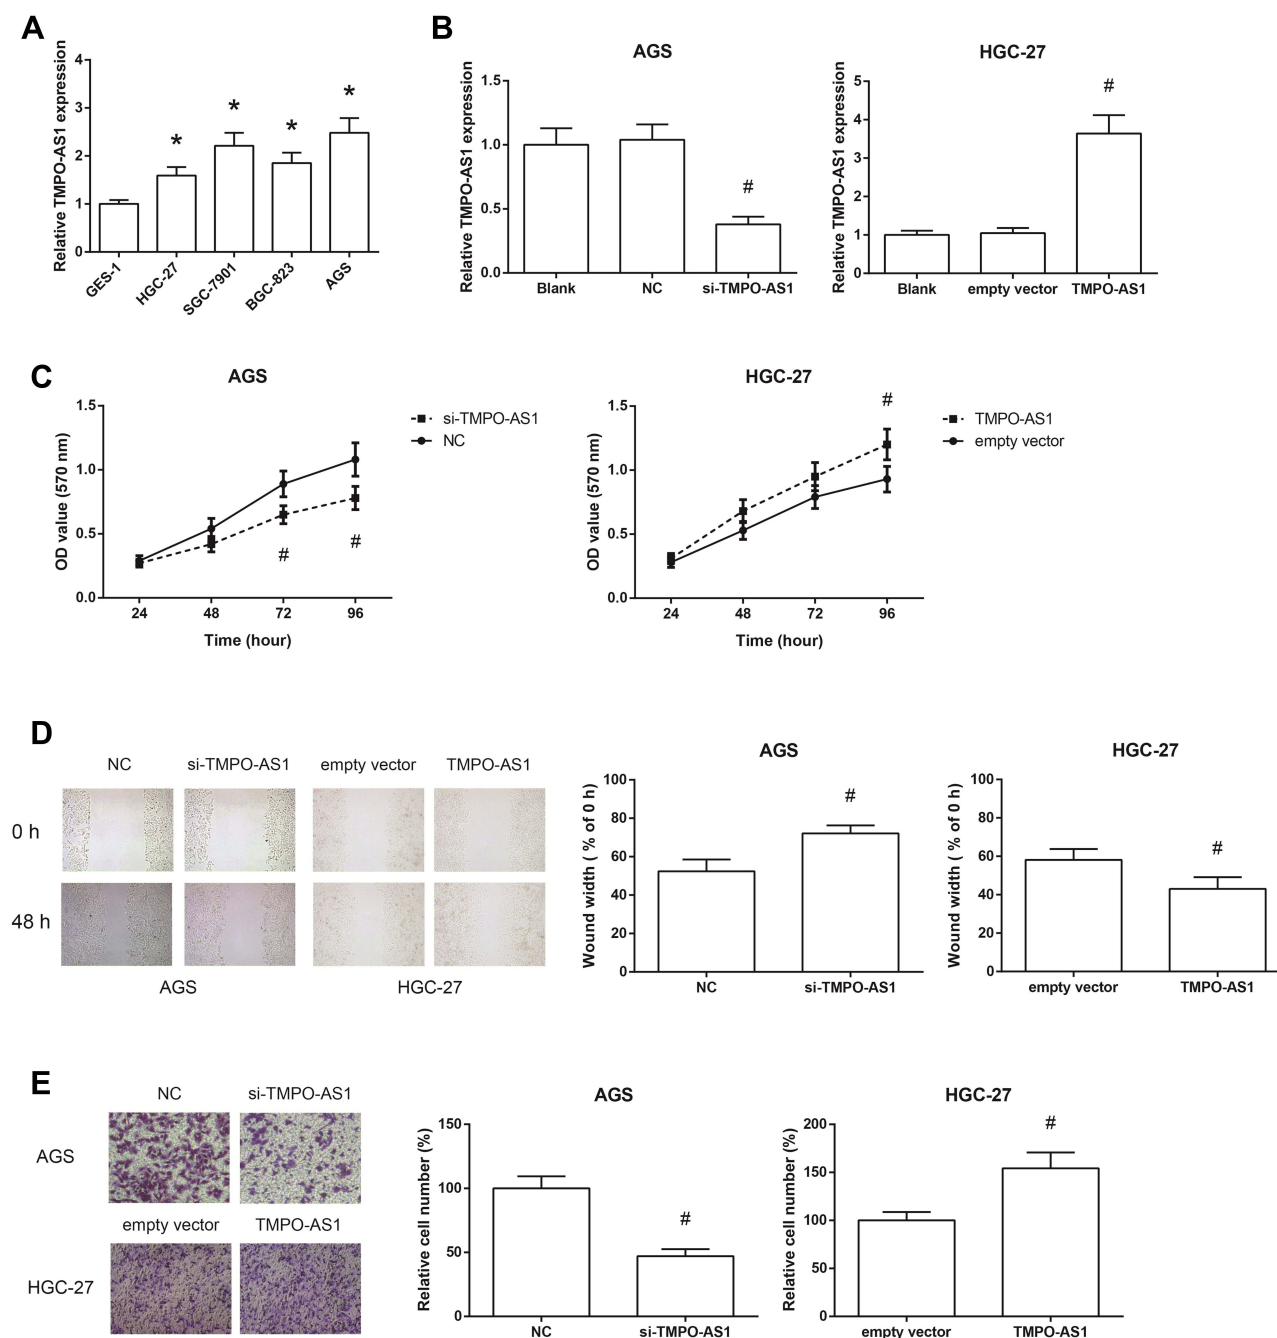 A
Relative TMPO-AS1 expression
4
3
2
1
0
*
*
*
*
GES-1
HGC-27
SGC-7901
BGC-823
AGS
B
AGS
Relative TMPO-AS1 expression
1.5
1.0
0.5
0.0
#
Blank
NC
si-TMPO-AS1
HGC-27
Relative TMPO-AS1 expression
5
4
3
2
1
0
#
Blank
empty vector
TMPO-AS1
C
AGS
OD value (570 nm)
1.5
1.0
0.5
0.0
#
#
24
48
72
96
Time (hour)
si-TMPO-AS1
NC
HGC-27
OD value (570 nm)
1.5
1.0
0.5
0.0
#
24
48
72
96
Time (hour)
TMPO-AS1
empty vector
D
NC
si-TMPO-AS1
empty vector
TMPO-AS1
0 h
48 h
AGS
HGC-27
AGS
Wound width ( % of 0 h)
100
80
60
40
20
0
#
NC
si-TMPO-AS1
HGC-27
Wound width ( % of 0 h)
100
80
60
40
20
0
#
empty vector
TMPO-AS1
E
NC
si-TMPO-AS1
AGS
empty vector
TMPO-AS1
HGC-27
AGS
Relative cell number (%)
150
100
50
0
#
NC
si-TMPO-AS1
HGC-27
Relative cell number (%)
200
150
100
50
0
#
empty vector
TMPO-AS1